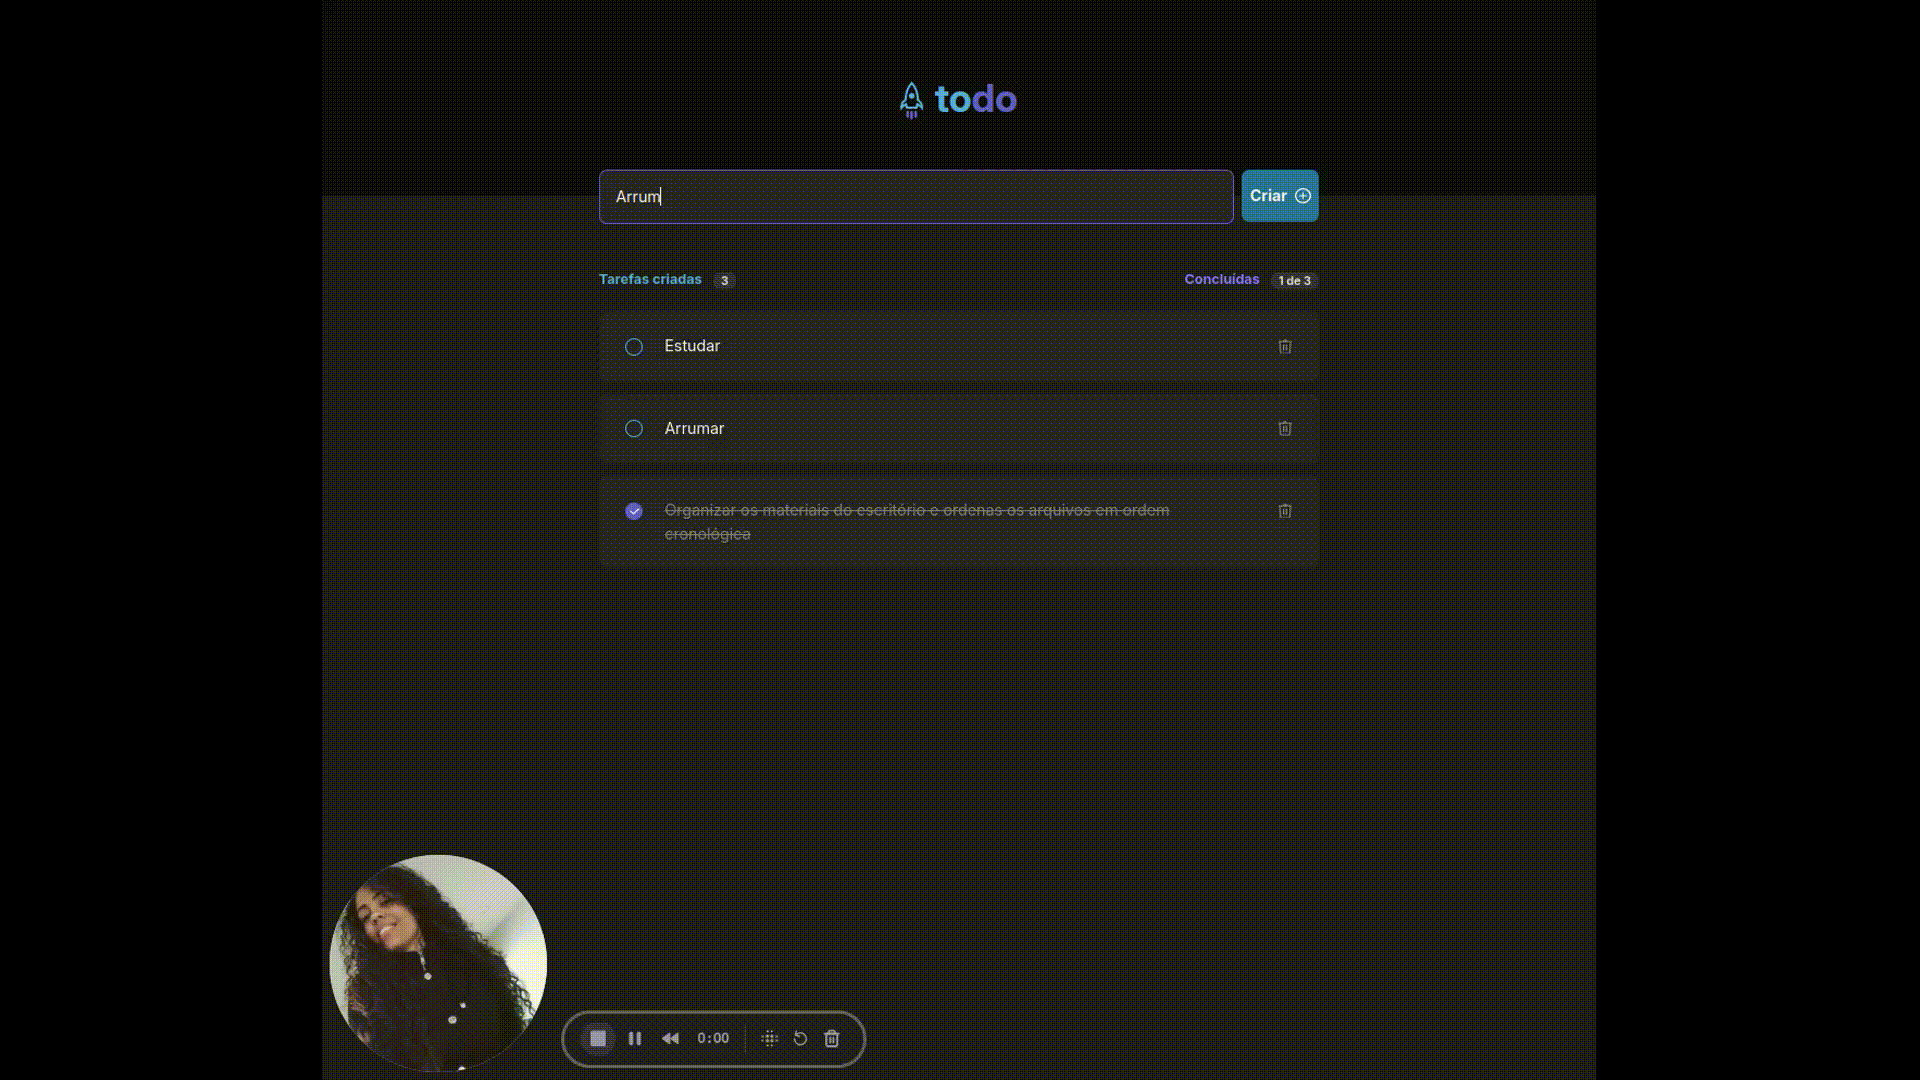 todo
Arrum
Criar
Tarefas criadas 3
Concluídas 1 de 3
Estudar
Arrumar
Organizar os materiais do escritório e ordenas os arquivos em ordem
cronológica
0:00